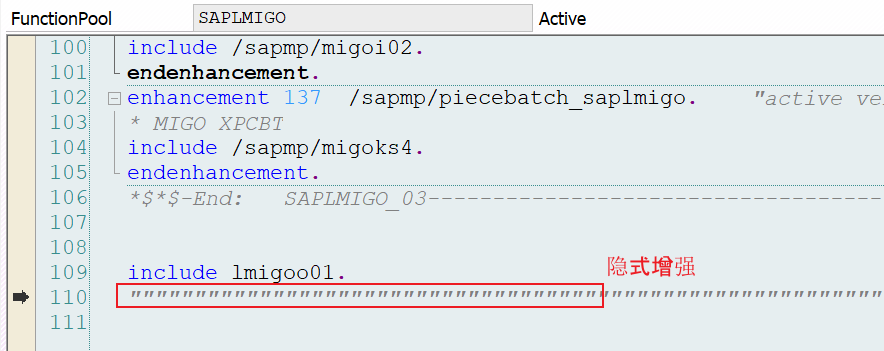 FunctionPool SAPLMIGO Active
100 include /sapmp/migoi02.
101 endenhancement.
102 enhancement 137 /sapmp/piecebatch_saplmigo. "active ve
103 * MIGO XPCBT
104 include /sapmp/migoks4.
105 endenhancement.
106 *$*$-End: SAPLMIGO_03-----------------------------------
107
108
109 include lmigoo01.
隐式增强
110 """""""""""""""""""""""""""""""""""""""""""""""""""""""""
111